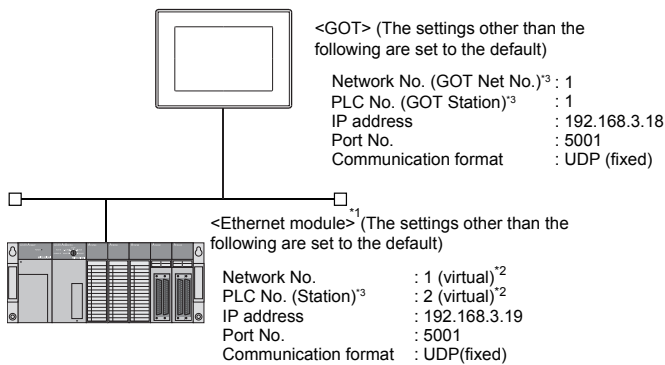 <GOT> (The settings other than the
following are set to the default)
Network No. (GOT Net No.)*3 : 1
PLC No. (GOT Station)*3 : 1
IP address : 192.168.3.18
Port No. : 5001
Communication format : UDP (fixed)
<Ethernet module>*1 (The settings other than the
following are set to the default)
Network No. : 1 (virtual)*2
PLC No. (Station)*3 : 2 (virtual)*2
IP address : 192.168.3.19
Port No. : 5001
Communication format : UDP(fixed)